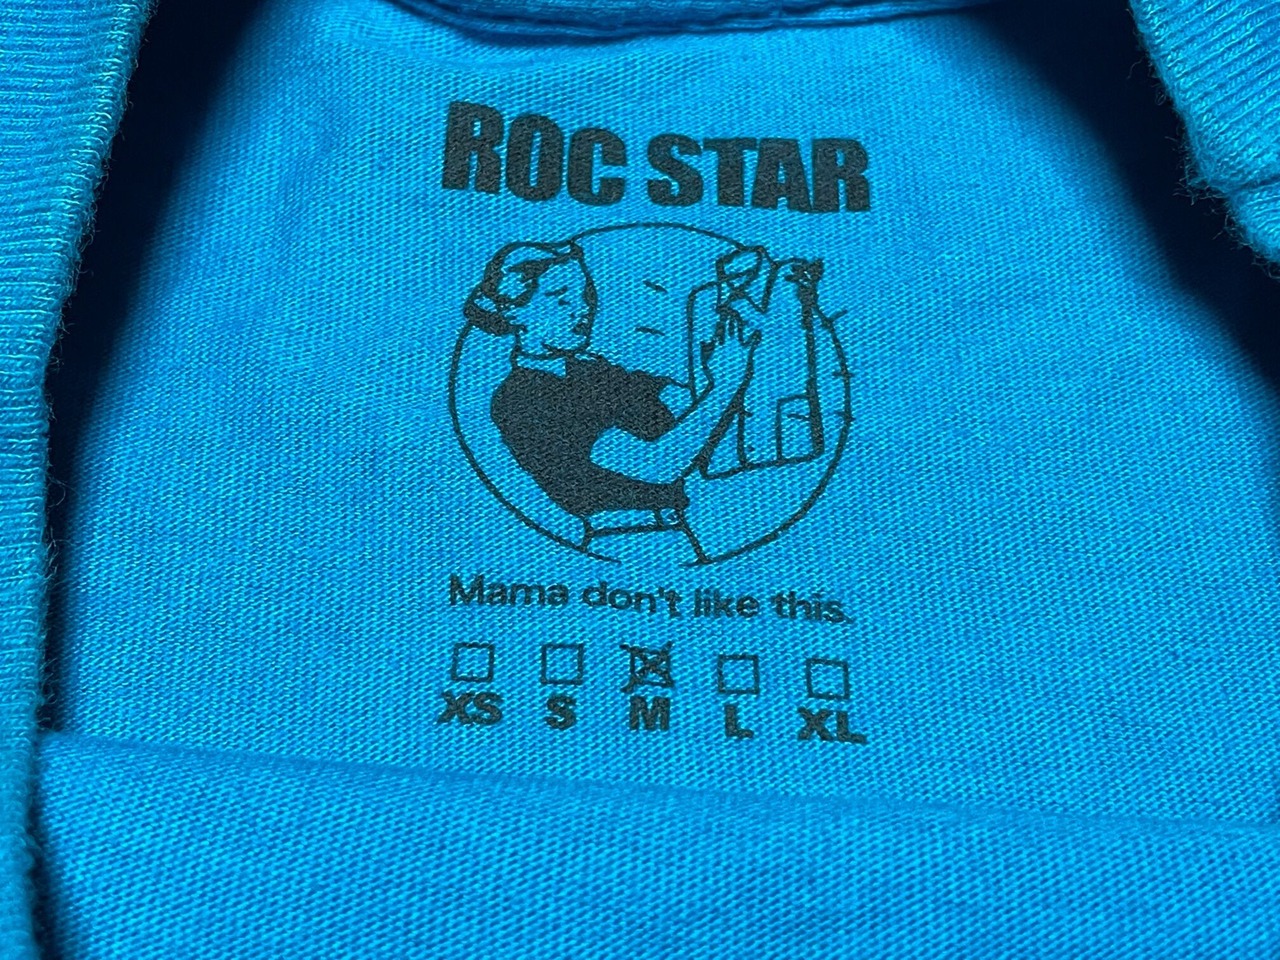 ROC STAR
Mama don't like this.
XS S M L XL